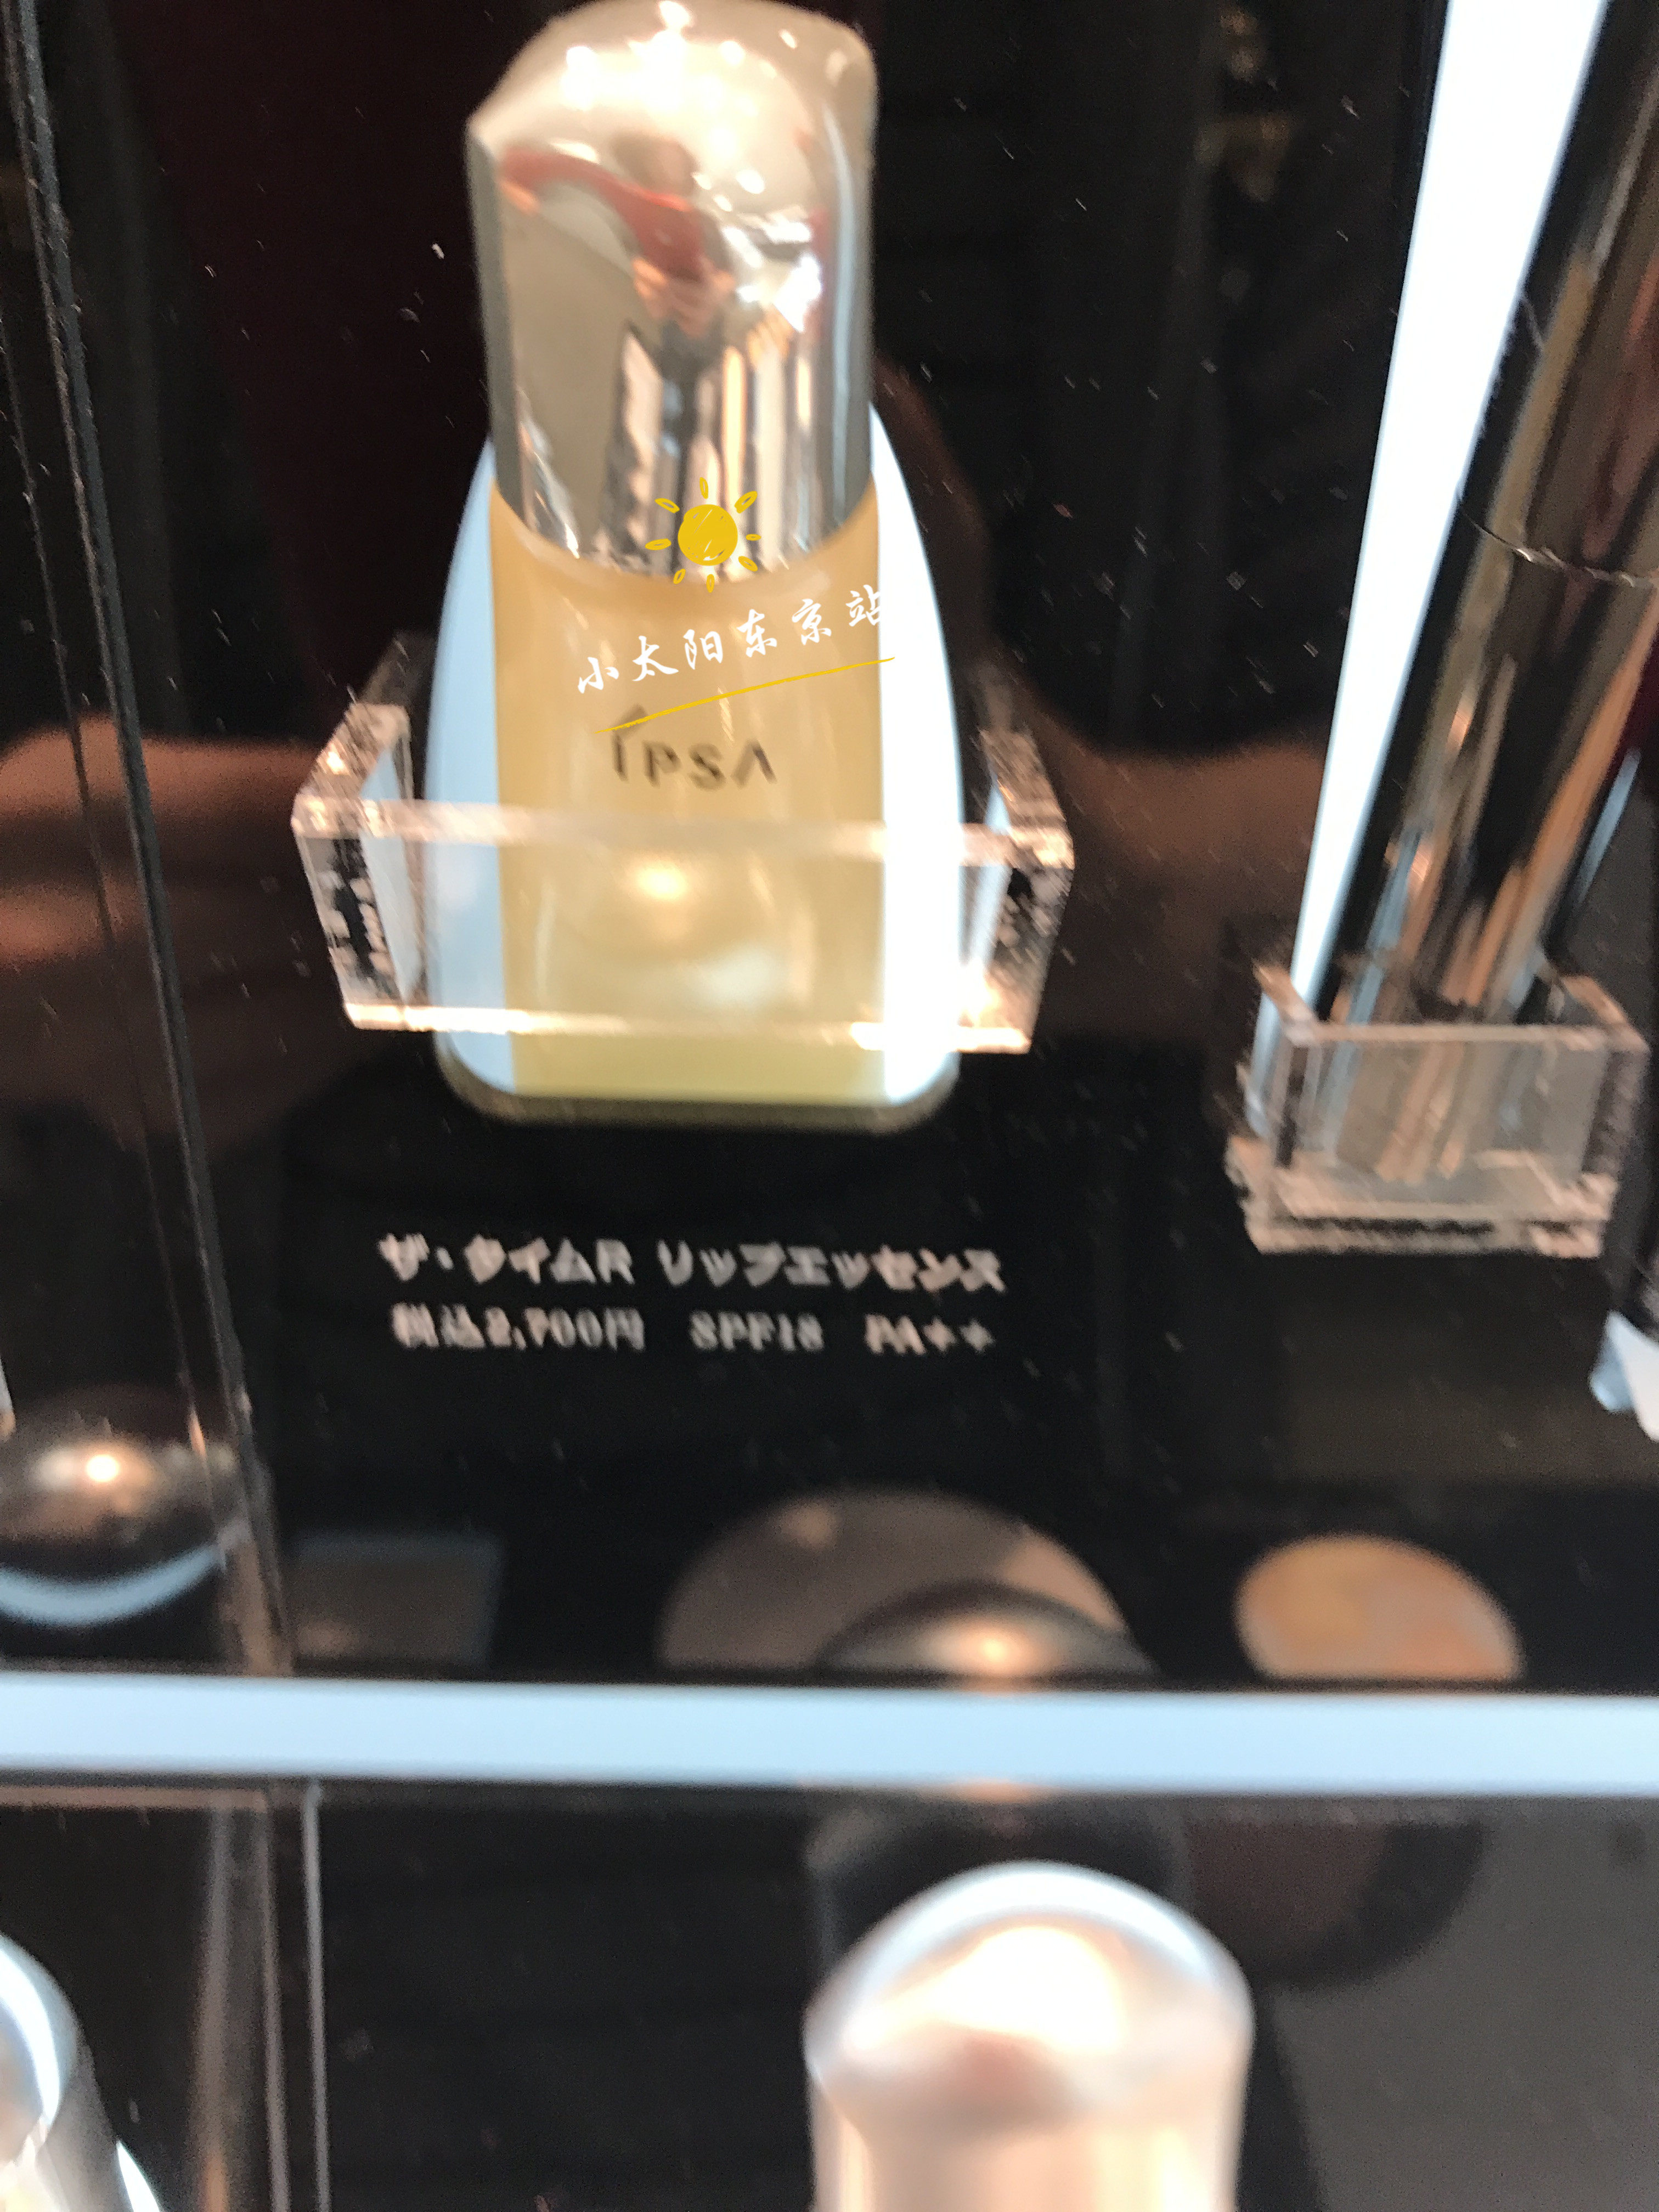 小太阳东京站
IPSA
ザ・タイムR リップエッセンス
税込2,700円 SPF18 PA++